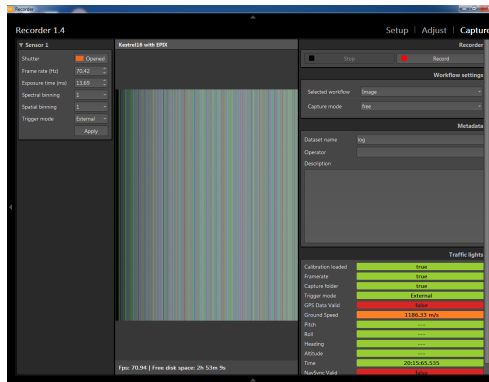 Recorder
Recorder 1.4
Setup | Adjust | Capture
▼ Sensor 1
Shutter Opened
Frame rate (Hz) 70,42
Exposure time (ms) 13,69
Spectral binning 1
Spatial binning 1
Trigger mode External
Apply
Kestrel10 with EPIX
Fps: 70.94 | Free disk space: 2h 53m 9s
Recorder
Stop Record
Workflow settings
Selected workflow Image
Capture mode free
Metadata
Dataset name log
Operator
Description
Traffic lights
Calibration loaded true
Framerate true
Capture folder true
Trigger mode External
GPS Data Valid false
Ground Speed 1186.33 m/s
Pitch ----
Roll ----
Heading ----
Altitude ----
Time 20:15:65.535
NavSync Valid false